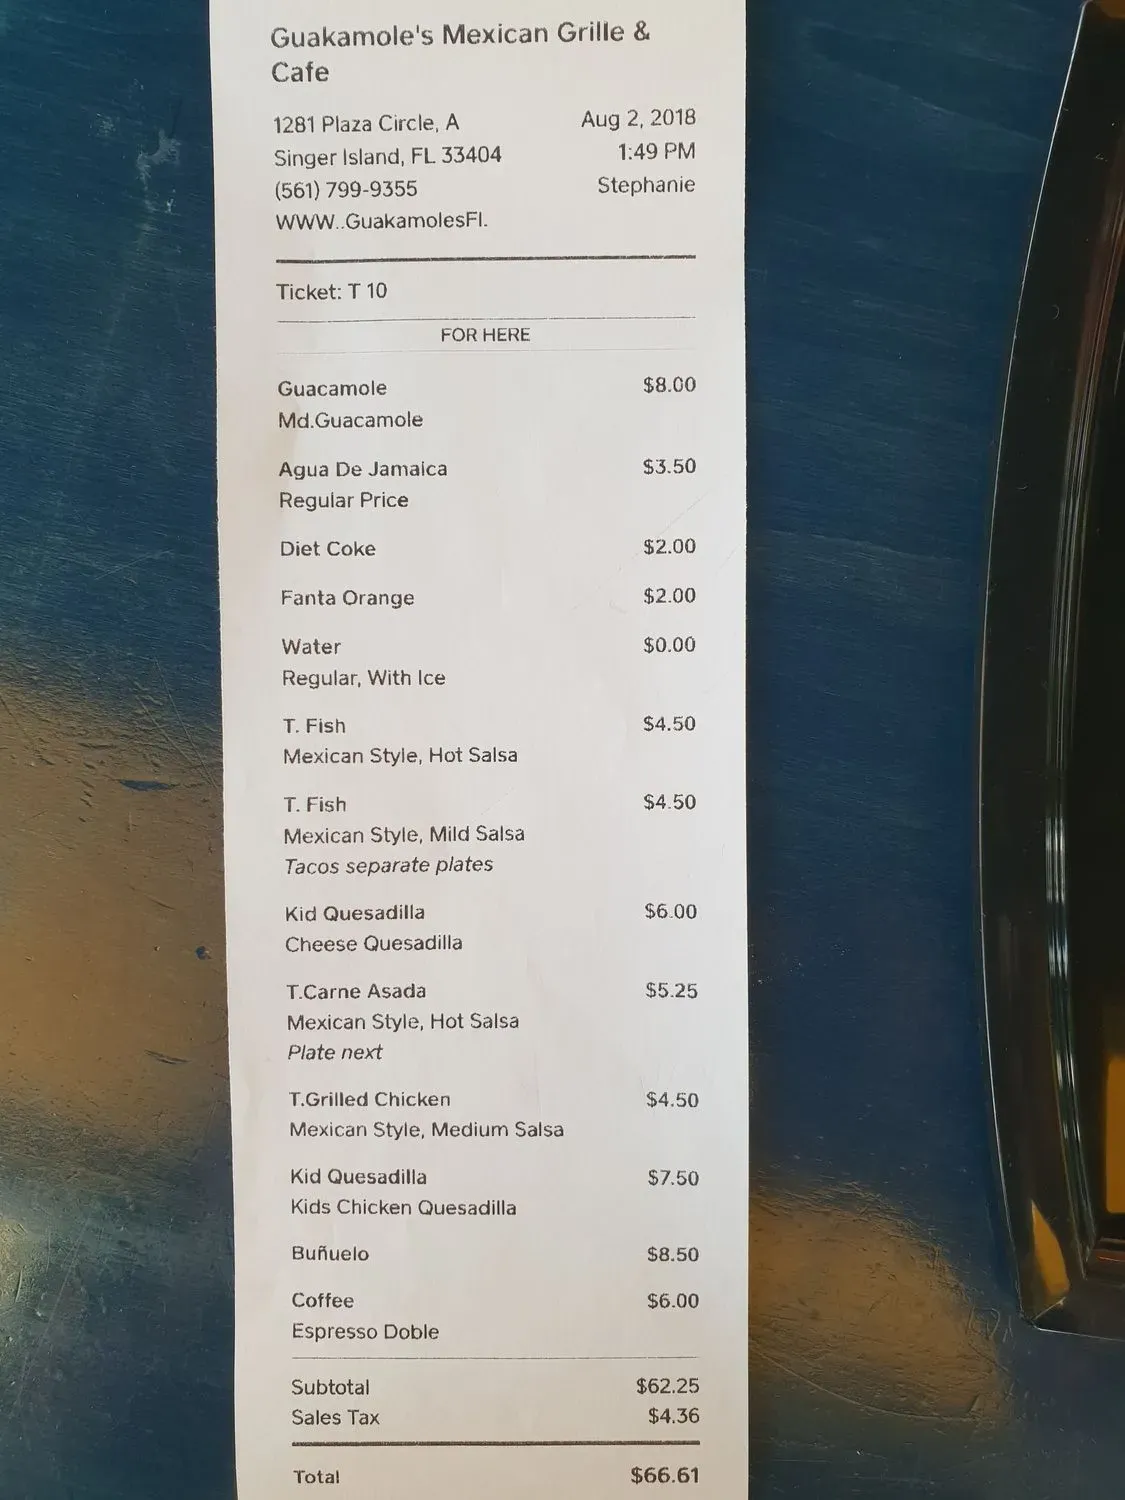 Guakamole's Mexican Grille &
Cafe
1281 Plaza Circle, A
Aug 2, 2018
Singer Island, FL 33404
1:49 PM
(561) 799-9355
Stephanie
WWW..GuakamolesFl.
Ticket: T 10
FOR HERE
Guacamole $8.00
Md.Guacamole
Agua De Jamaica $3.50
Regular Price
Diet Coke $2.00
Fanta Orange $2.00
Water $0.00
Regular, With Ice
T. Fish $4.50
Mexican Style, Hot Salsa
T. Fish $4.50
Mexican Style, Mild Salsa
Tacos separate plates
Kid Quesadilla $6.00
Cheese Quesadilla
T.Carne Asada $5.25
Mexican Style, Hot Salsa
Plate next
T.Grilled Chicken $4.50
Mexican Style, Medium Salsa
Kid Quesadilla $7.50
Kids Chicken Quesadilla
Buñuelo $8.50
Coffee $6.00
Espresso Doble
Subtotal $62.25
Sales Tax $4.36
Total $66.61